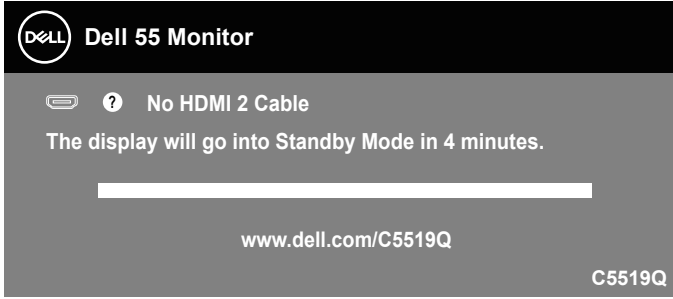 DELL Dell 55 Monitor
? No HDMI 2 Cable
The display will go into Standby Mode in 4 minutes.
www.dell.com/C5519Q
C5519Q